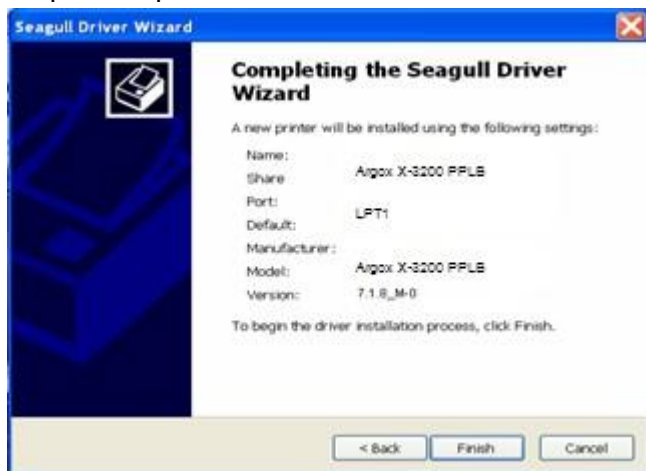 Seagull Driver Wizard
Completing the Seagull Driver
Wizard
A new printer will be installed using the following settings:
Name:
Share Argox X-3200 PPLB
Port:
Default: LPT1
Manufacturer:
Model: Argox X-3200 PPLB
Version: 7.1.8_M-0
To begin the driver installation process, click Finish.
< Back Finish Cancel